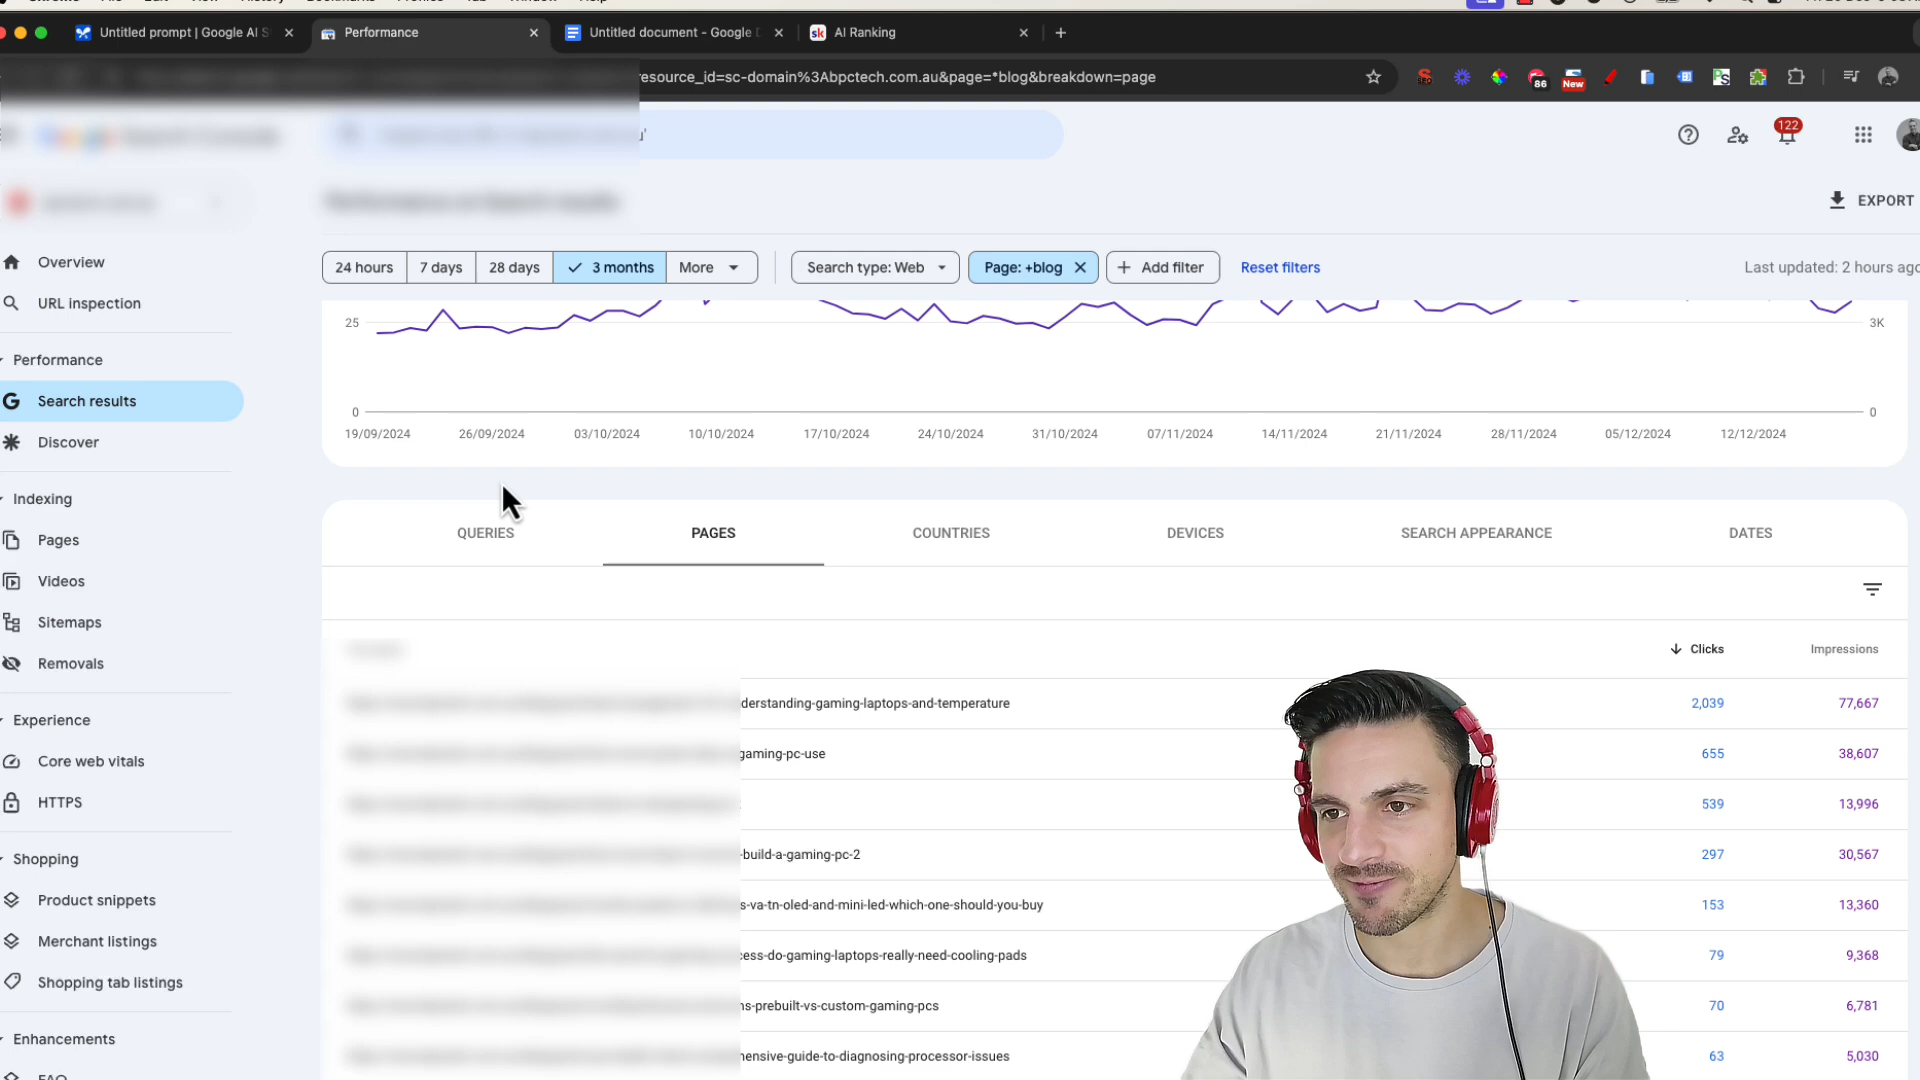 Untitled prompt | Google AI S
Performance
Untitled document - Google D
sk AI Ranking
esource_id=sc-domain%3Abpctech.com.au&page=*blog&breakdown=page
SEO
86
New
122
EXPORT
24 hours
7 days
28 days
3 months
More
Search type: Web
Page: +blog
Add filter
Reset filters
Last updated: 2 hours ago
Overview
URL inspection
Performance
Search results
Discover
Indexing
Pages
Videos
Sitemaps
Removals
Experience
Core web vitals
HTTPS
Shopping
Product snippets
Merchant listings
Shopping tab listings
Enhancements
FAQ
25
3K
0
0
19/09/2024 26/09/2024 03/10/2024 10/10/2024 17/10/2024 24/10/2024 31/10/2024 07/11/2024 14/11/2024 21/11/2024 28/11/2024 05/12/2024 12/12/2024
QUERIES PAGES COUNTRIES DEVICES SEARCH APPEARANCE DATES
Clicks Impressions
derstanding-gaming-laptops-and-temperature 2,039 77,667
gaming-pc-use 655 38,607
539 13,996
-build-a-gaming-pc-2 297 30,567
s-va-tn-oled-and-mini-led-which-one-should-you-buy 153 13,360
cess-do-gaming-laptops-really-need-cooling-pads 79 9,368
ns-prebuilt-vs-custom-gaming-pcs 70 6,781
hensive-guide-to-diagnosing-processor-issues 63 5,030